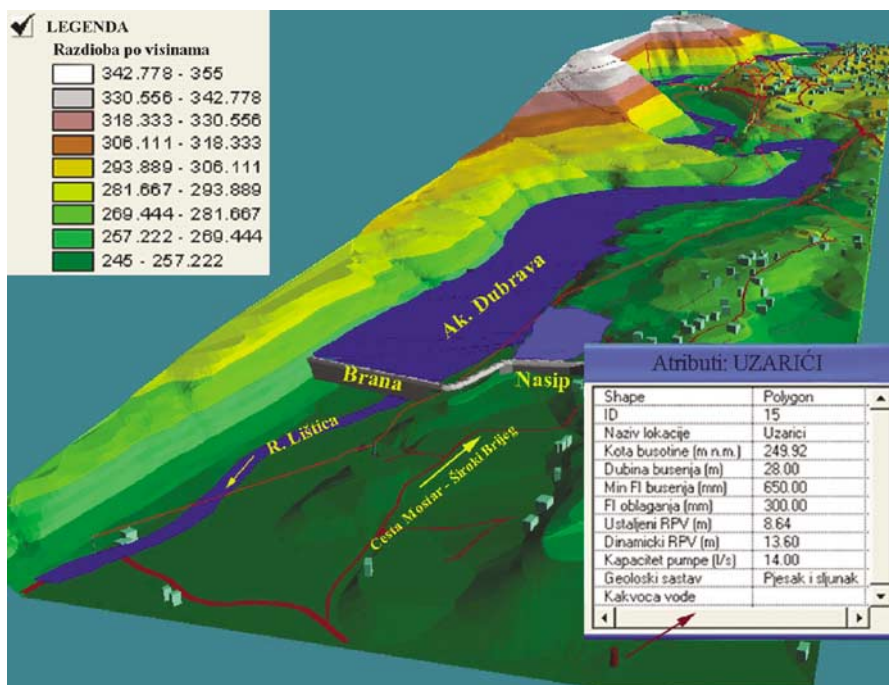 LEGENDA
Razdioba po visinama
342.778 - 355
330.556 - 342.778
318.333 - 330.556
306.111 - 318.333
293.889 - 306.111
281.667 - 293.889
269.444 - 281.667
257.222 - 269.444
245 - 257.222
Ak. Dubrava
Brana
Nasip
R. Lištica
Cesta Mostar - Široki Brijeg
Atributi: UZARIĆI
Shape Polygon
ID 15
Naziv lokacije Uzarici
Kota busotine (m n.m.) 249.92
Dubina busenja (m) 28.00
Min FI busenja (mm) 650.00
FI oblaganja (mm) 300.00
Ustaljeni RPV (m) 8.64
Dinamicki RPV (m) 13.60
Kapacitet pumpe (l/s) 14.00
Geoloski sastav Pjesak i sljunak
Kakvoca vode